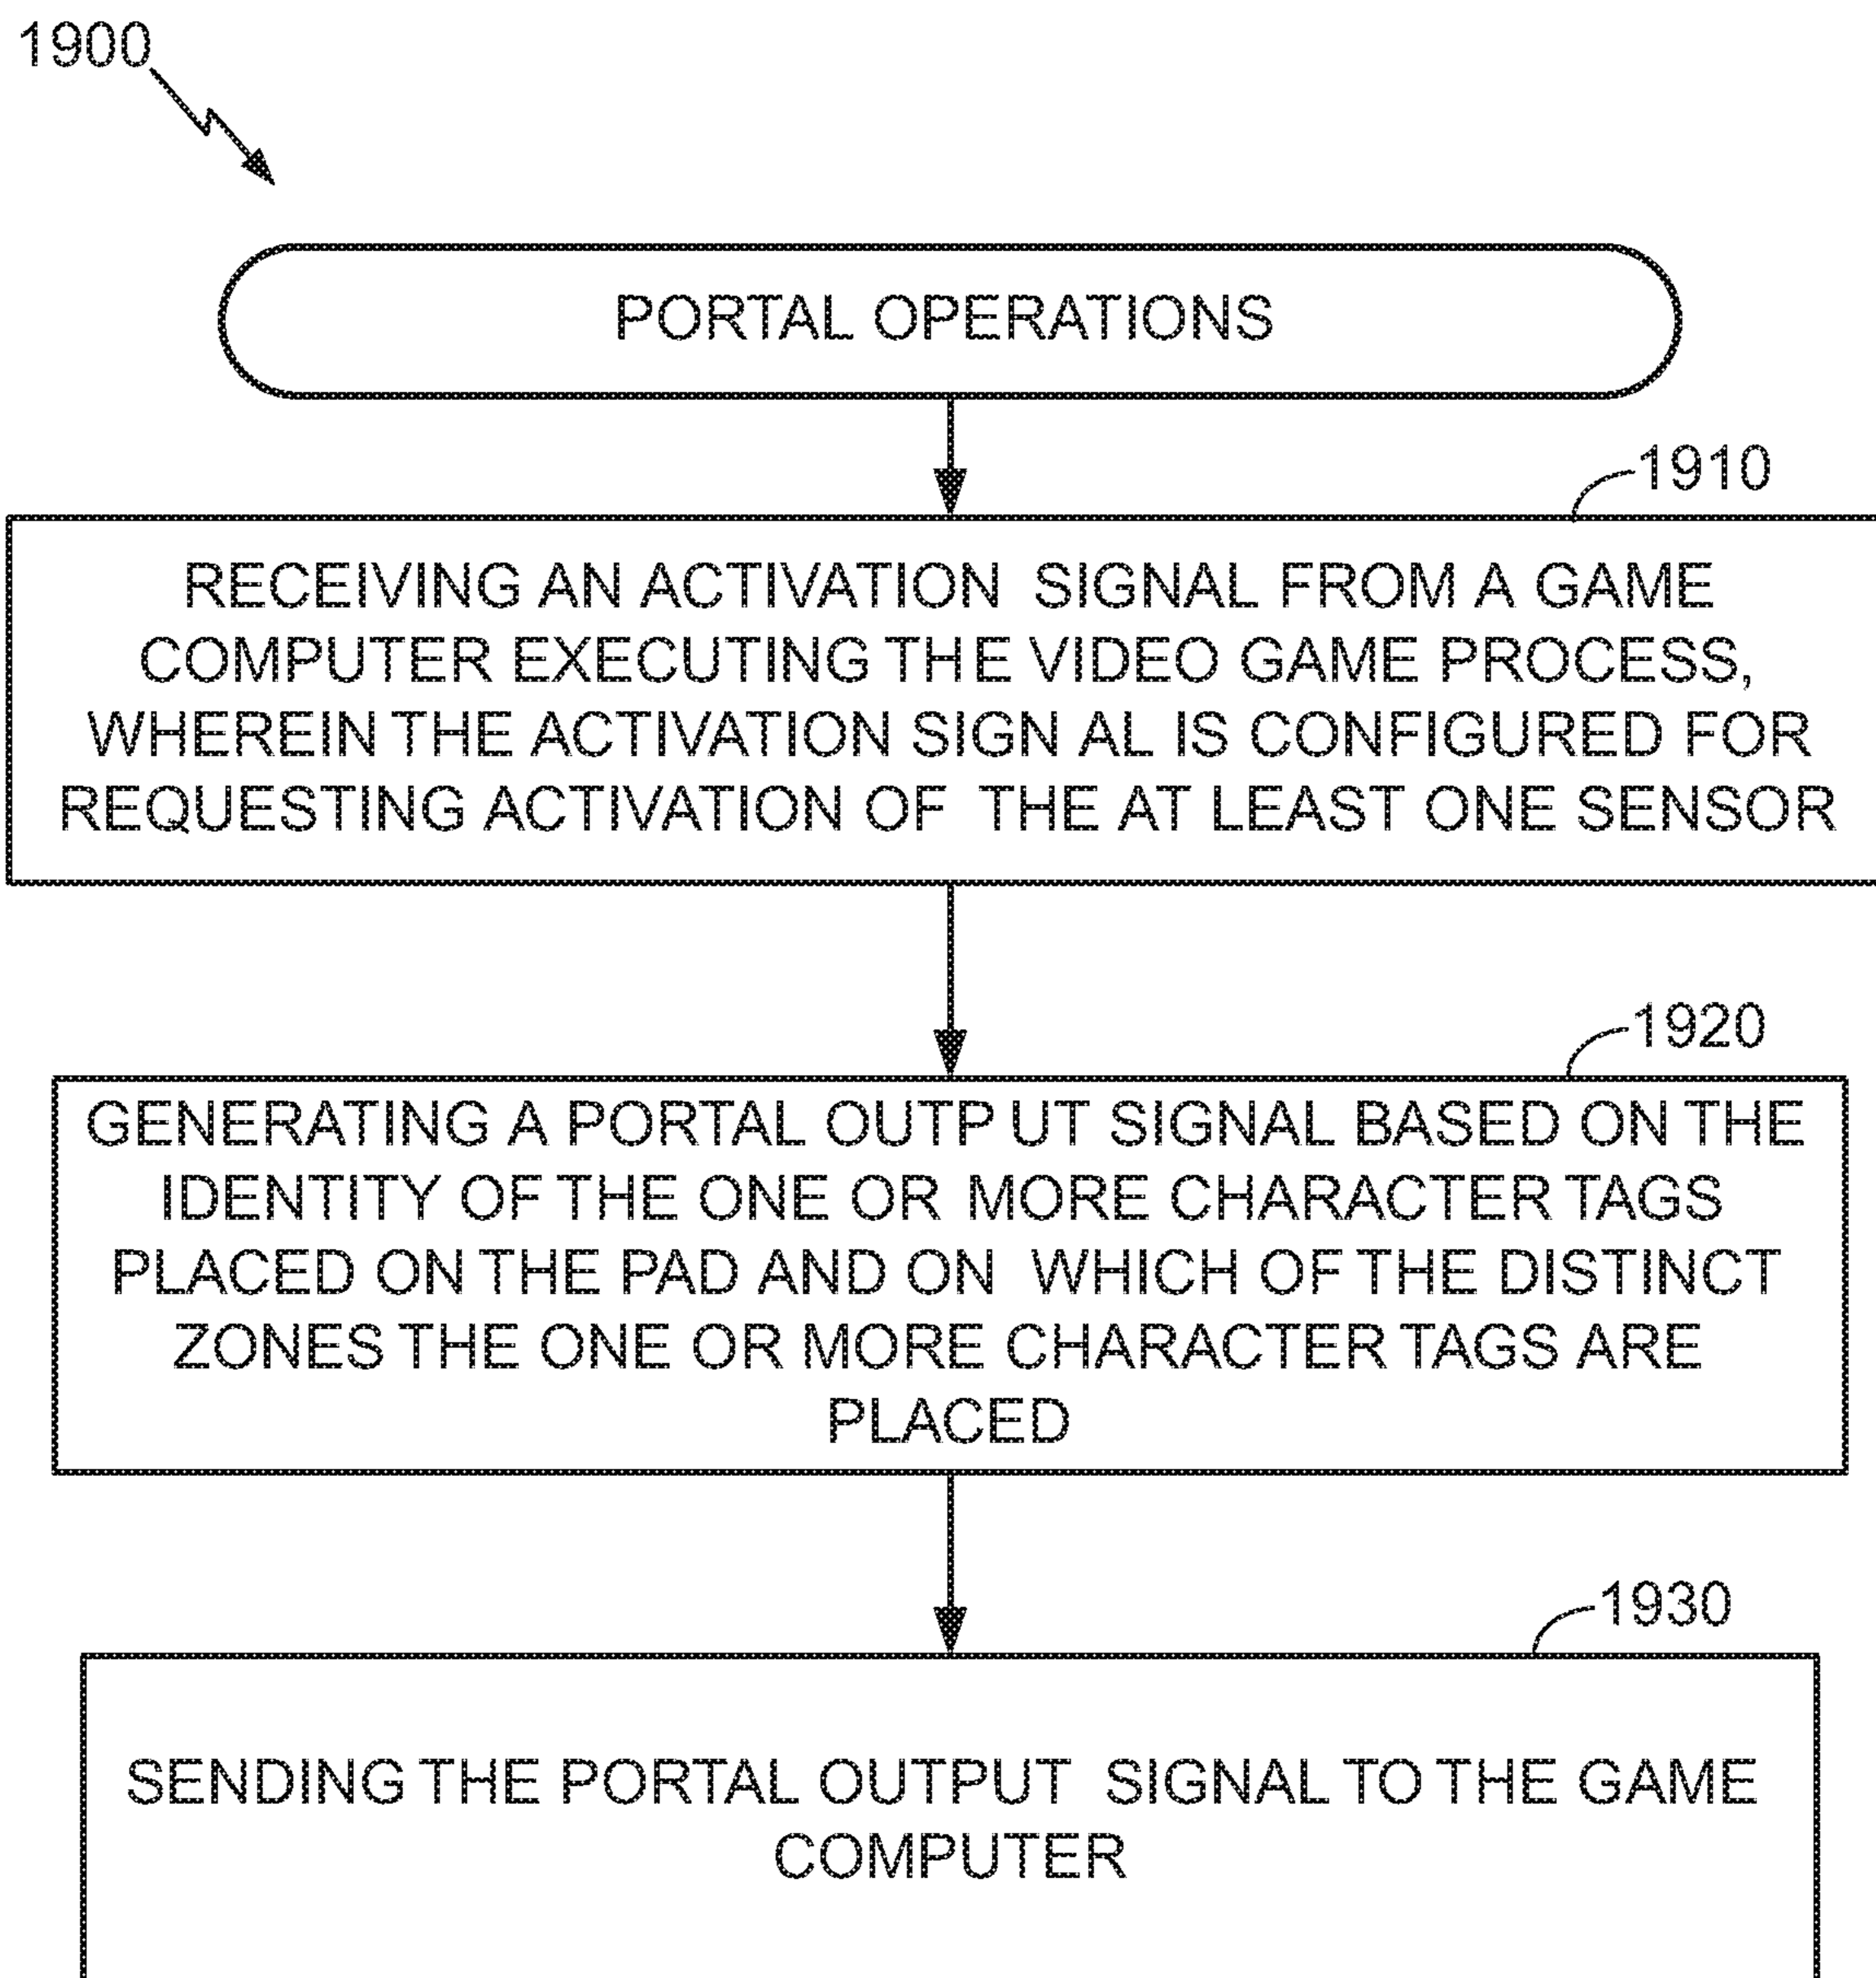 1900
PORTAL OPERATIONS
1910
RECEIVING AN ACTIVATION SIGNAL FROM A GAME
COMPUTER EXECUTING THE VIDEO GAME PROCESS,
WHEREIN THE ACTIVATION SIGN AL IS CONFIGURED FOR
REQUESTING ACTIVATION OF THE AT LEAST ONE SENSOR
1920
GENERATING A PORTAL OUTP UT SIGNAL BASED ON THE
IDENTITY OF THE ONE OR MORE CHARACTER TAGS
PLACED ON THE PAD AND ON WHICH OF THE DISTINCT
ZONES THE ONE OR MORE CHARACTER TAGS ARE
PLACED
1930
SENDING THE PORTAL OUTPUT SIGNAL TO THE GAME
COMPUTER